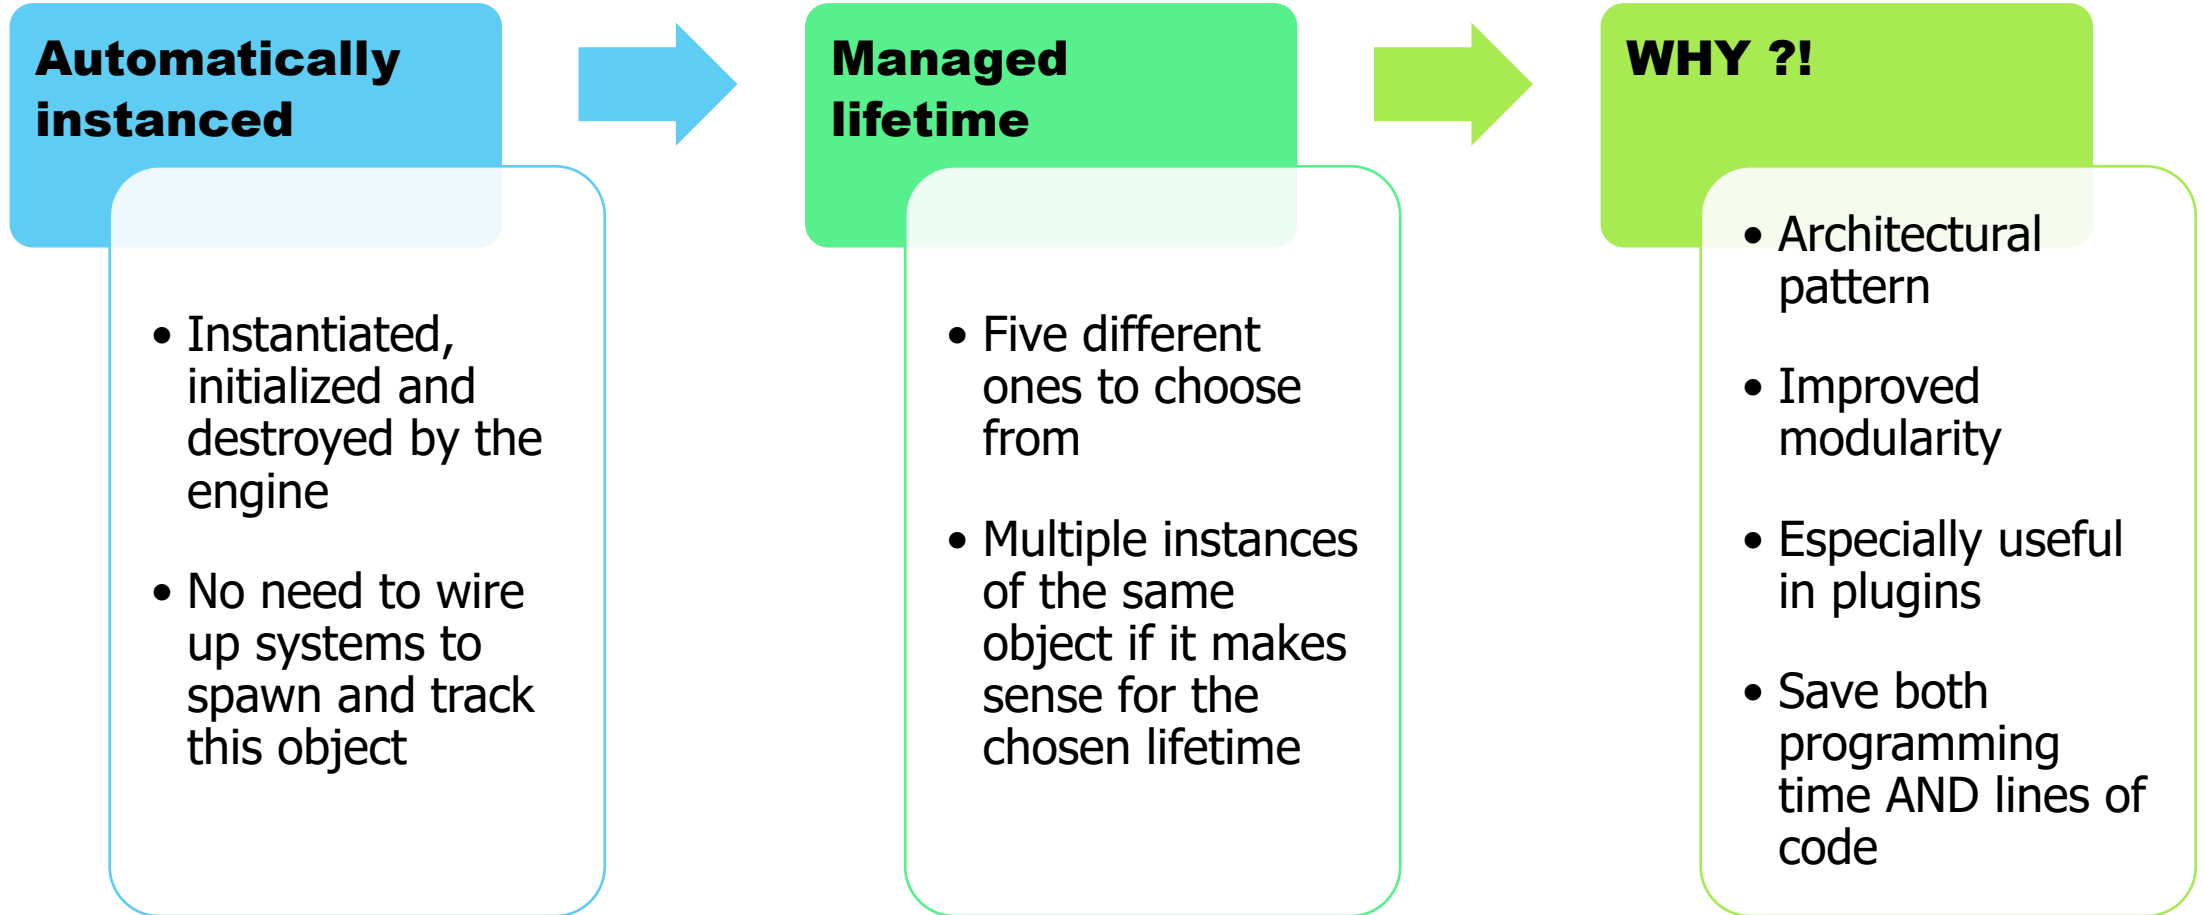 Automatically
instanced
• Instantiated,
initialized and
destroyed by the
engine
• No need to wire
up systems to
spawn and track
this object
Managed
lifetime
• Five different
ones to choose
from
• Multiple instances
of the same
object if it makes
sense for the
chosen lifetime
WHY ?!
• Architectural
pattern
• Improved
modularity
• Especially useful
in plugins
• Save both
programming
time AND lines of
code